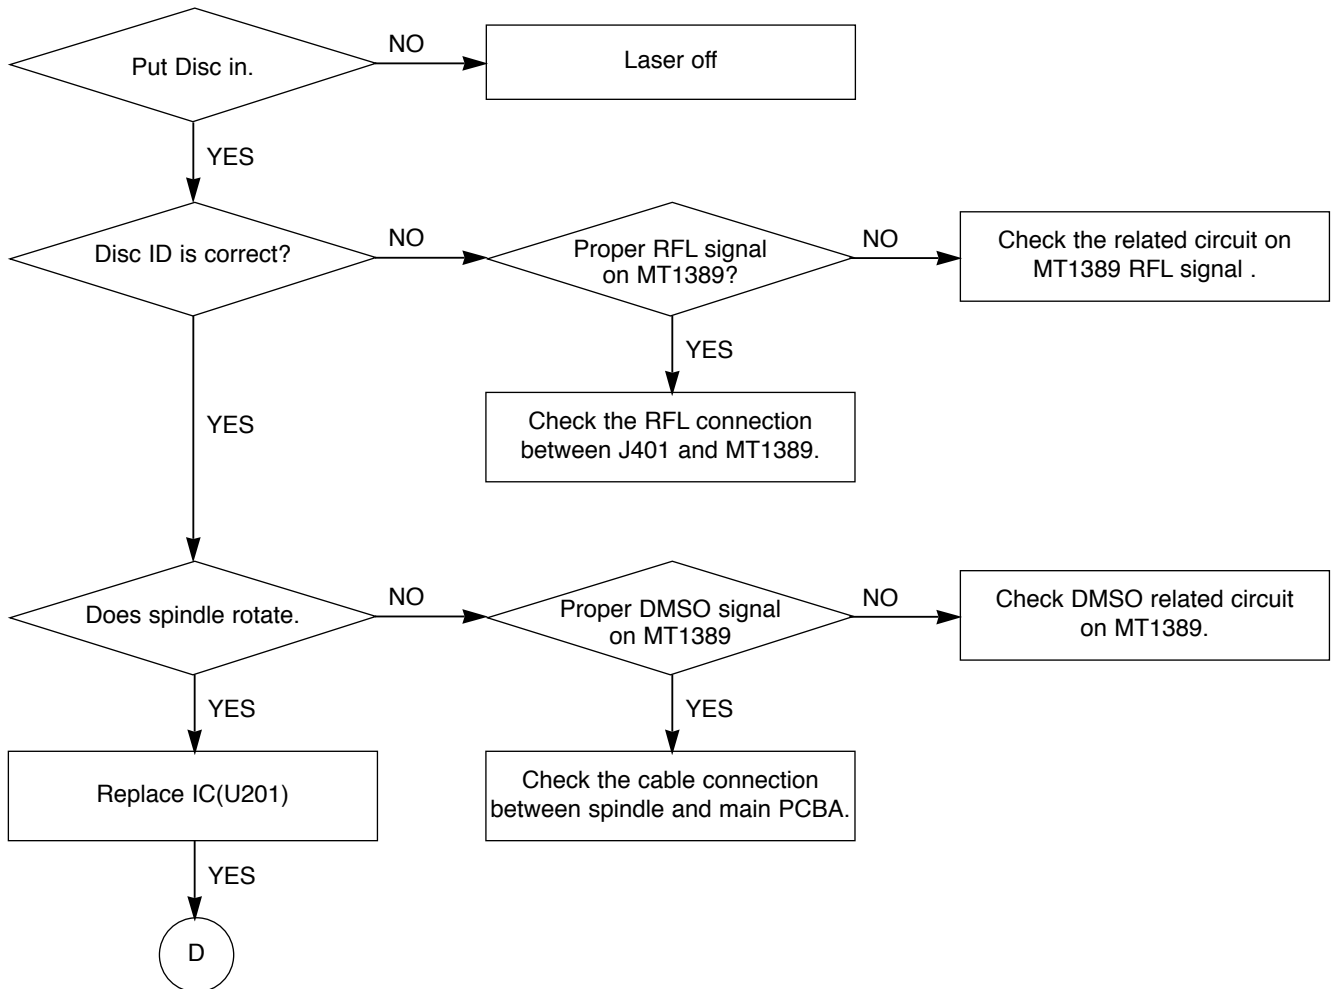 Put Disc in.
NO
Laser off
YES
Disc ID is correct?
NO
Proper RFL signal
on MT1389?
NO
Check the related circuit on
MT1389 RFL signal .
YES
Check the RFL connection
between J401 and MT1389.
YES
Does spindle rotate.
NO
Proper DMSO signal
on MT1389
NO
Check DMSO related circuit
on MT1389.
YES
YES
Replace IC(U201)
Check the cable connection
between spindle and main PCBA.
YES
D